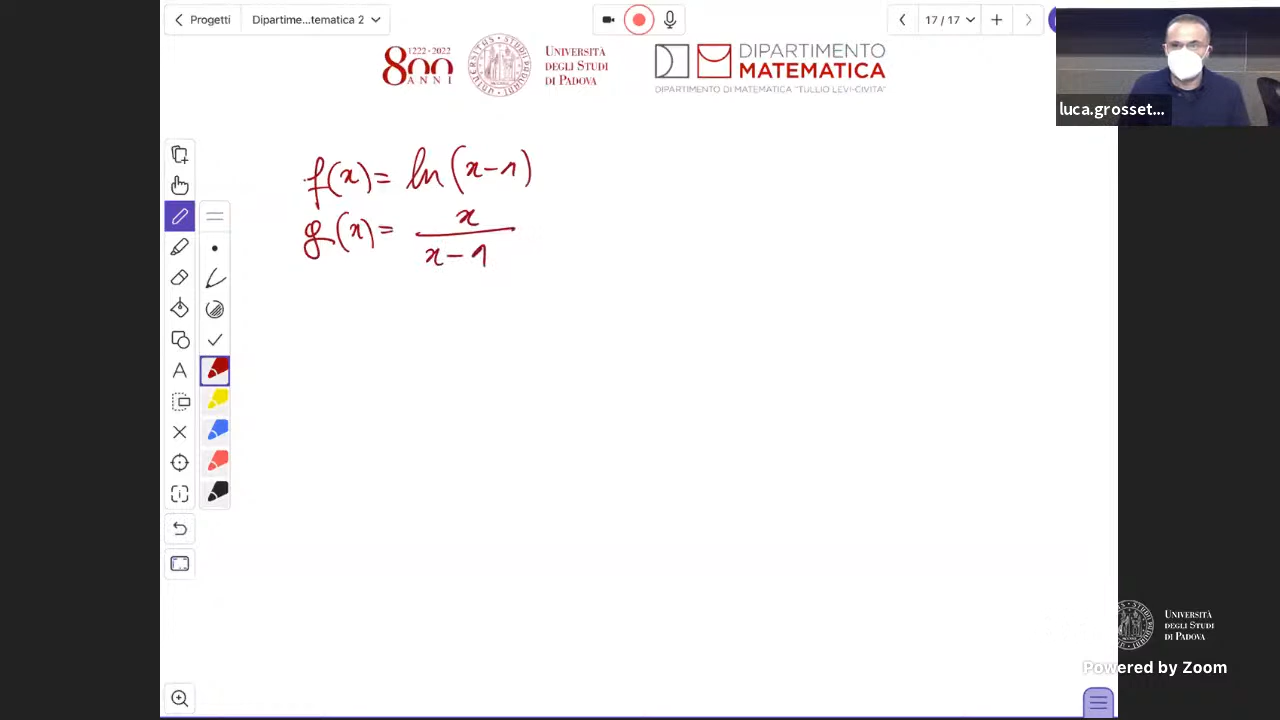 Progetti
Dipartime...tematica 2
17 / 17
1222·2022
800
ANNI
UNIVERSITÀ
DEGLI STUDI
DI PADOVA
DIPARTIMENTO
MATEMATICA
DIPARTIMENTO DI MATEMATICA "TULLIO LEVI-CIVITA"
luca.grosset...
f(x) = ln(x-1)
g(x) = x/(x-1)
A
UNIVERSITÀ
DEGLI STUDI
DI PADOVA
Powered by Zoom